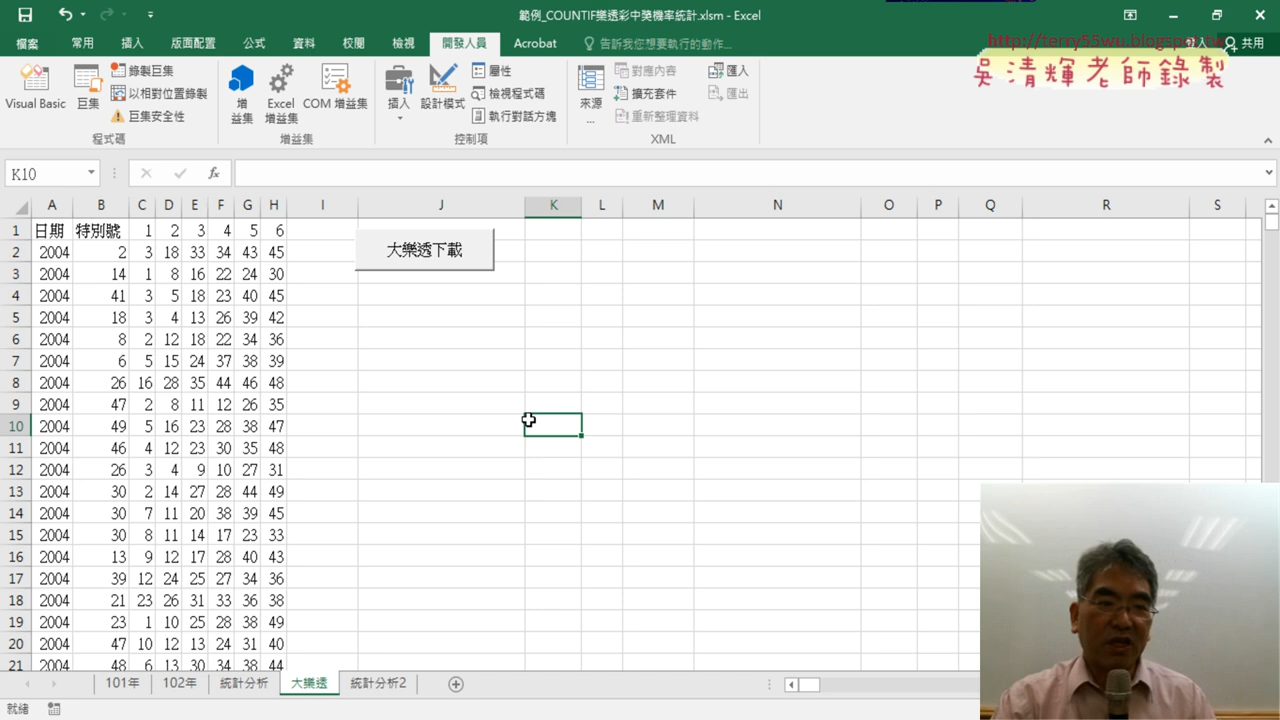 範例_COUNTIF樂透彩中獎機率統計.xlsm - Excel
檔案 常用 插入 版面配置 公式 資料 校閱 檢視 開發人員 Acrobat 告訴我您想要執行的動作... 登入 共用
http://terry55wu.blogspot.tw
吳清輝老師錄製
Visual Basic 巨集 錄製巨集 以相對位置錄製 巨集安全性
增益集 Excel 增益集 COM 增益集
插入 設計模式 屬性 檢視程式碼 執行對話方塊
來源... 對應內容 擴充套件 重新整理資料 匯入 匯出
程式碼 增益集 控制項 XML
K10 fx
A B C D E F G H I J K L M N O P Q R S
1 日期 特別號 1 2 3 4 5 6 大樂透下載
2 2004 2 3 18 33 34 43 45
3 2004 14 1 8 16 22 24 30
4 2004 41 3 5 18 23 40 45
5 2004 18 3 4 13 26 39 42
6 2004 8 2 12 18 22 34 36
7 2004 6 5 15 24 37 38 39
8 2004 26 16 28 35 44 46 48
9 2004 47 2 8 11 12 26 35
10 2004 49 5 16 23 28 38 47
11 2004 46 4 12 23 30 35 48
12 2004 26 3 4 9 10 27 31
13 2004 30 2 14 27 28 44 49
14 2004 30 7 11 20 38 39 45
15 2004 30 8 11 14 17 23 33
16 2004 13 9 12 17 28 40 43
17 2004 39 12 24 25 27 34 36
18 2004 21 23 26 31 33 36 38
19 2004 23 1 10 25 28 38 49
20 2004 47 10 12 13 24 31 40
21 2004 48 6 13 30 34 38 44
101年 102年 統計分析 大樂透 統計分析2
就緒